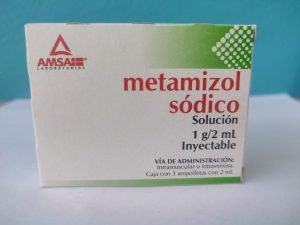 AMSA
LABORATORIOS
metamizol
sódico
Solución
1 g/2 mL
Inyectable
VÍA DE ADMINISTRACIÓN:
Intramuscular o intravenosa.
Caja con 3 ampolletas con 2 mL